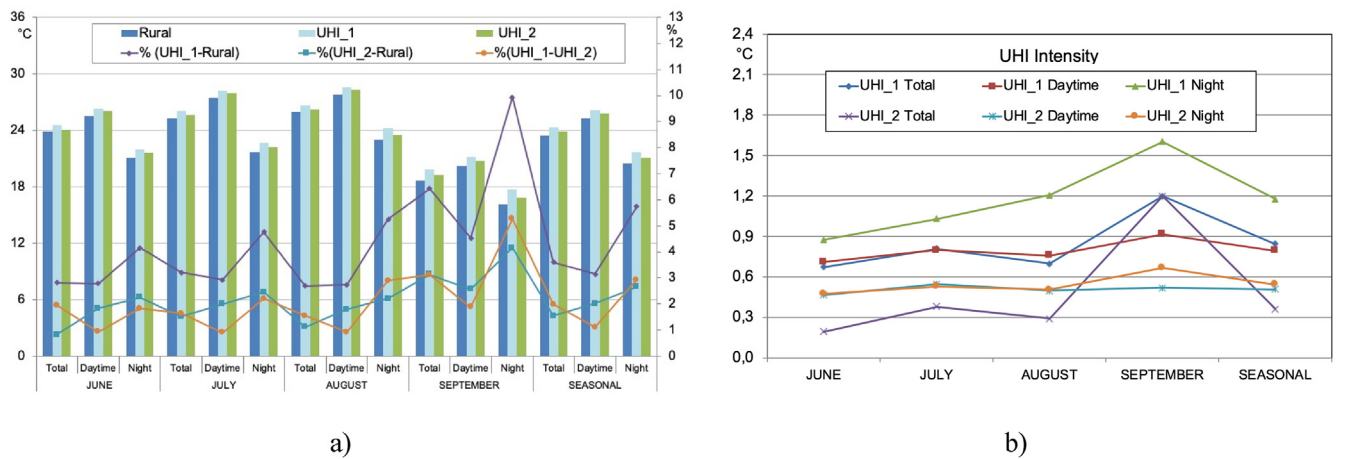 36
°C
30
24
18
12
6
0
13
%
12
11
10
9
8
7
6
5
4
3
2
1
0
Rural UHI_1 UHI_2
% (UHI_1-Rural) %(UHI_2-Rural) %(UHI_1-UHI_2)
Total Daytime Night Total Daytime Night Total Daytime Night Total Daytime Night Total Daytime Night
JUNE JULY AUGUST SEPTEMBER SEASONAL
a)
2,4
°C
2,1
1,8
1,5
1,2
0,9
0,6
0,3
0,0
UHI Intensity
UHI_1 Total UHI_1 Daytime UHI_1 Night
UHI_2 Total UHI_2 Daytime UHI_2 Night
JUNE JULY AUGUST SEPTEMBER SEASONAL
b)